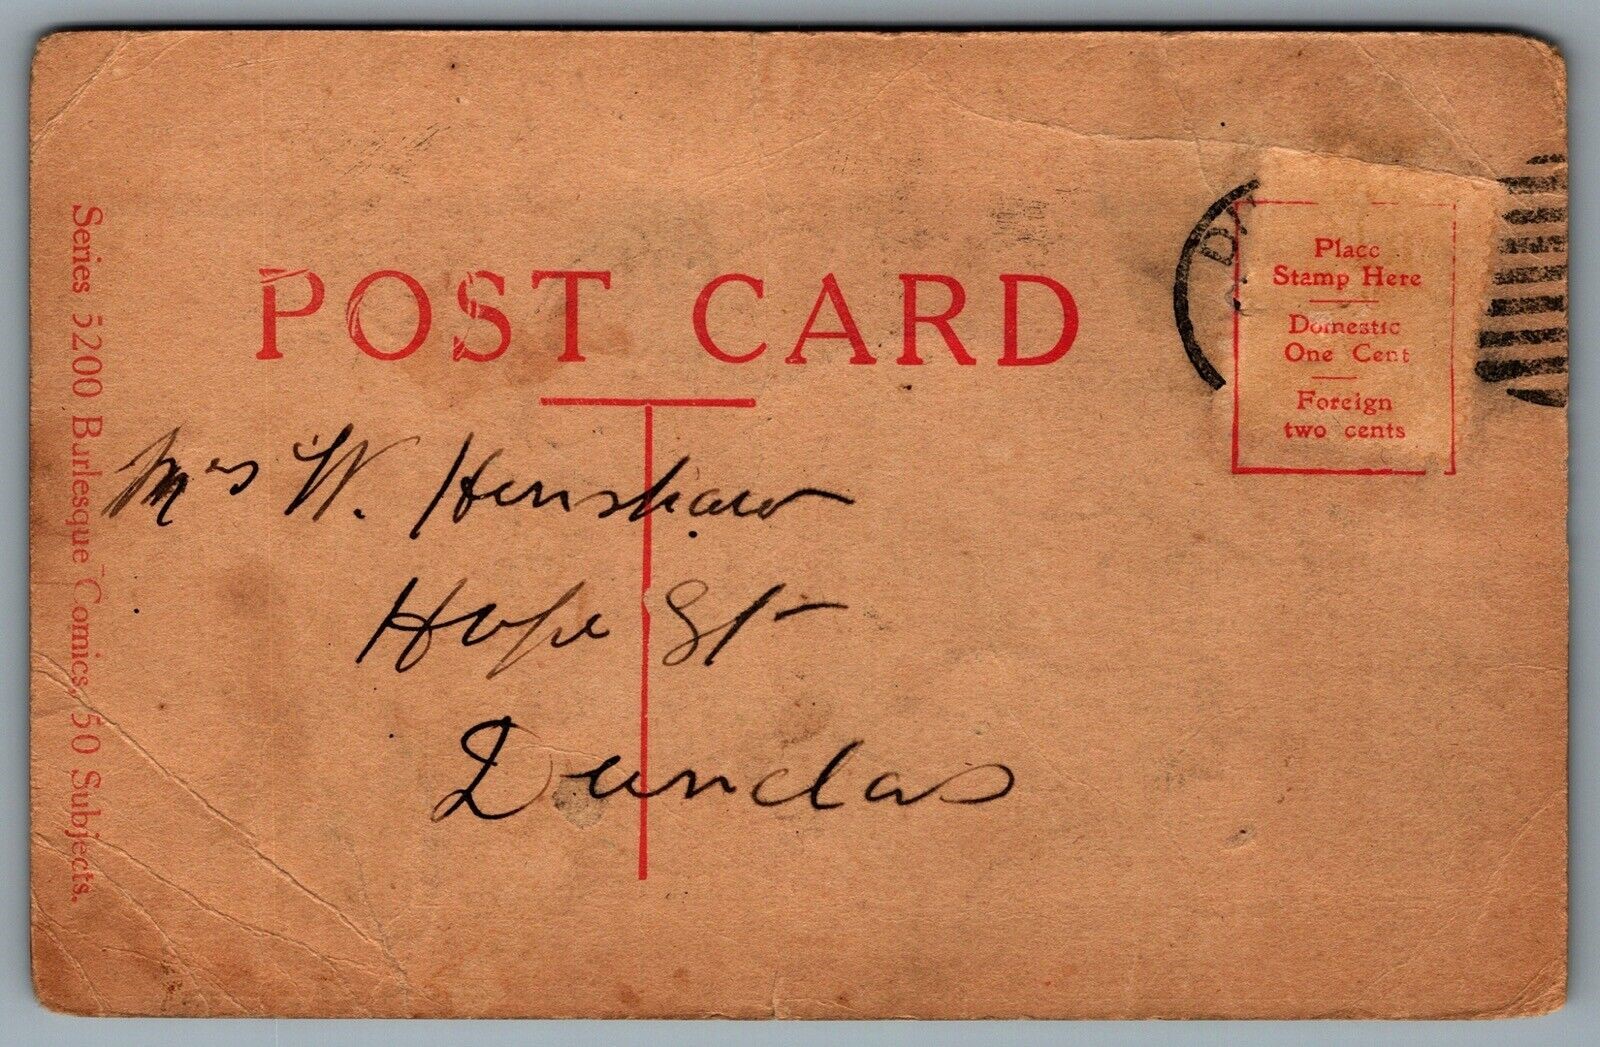 POST CARD
Place
Stamp Here
Domestic
One Cent
Foreign
two cents
Mrs W. Henshaw
Hope St
Dundas
Series 5200 Burlesque Comics, 50 Subjects.